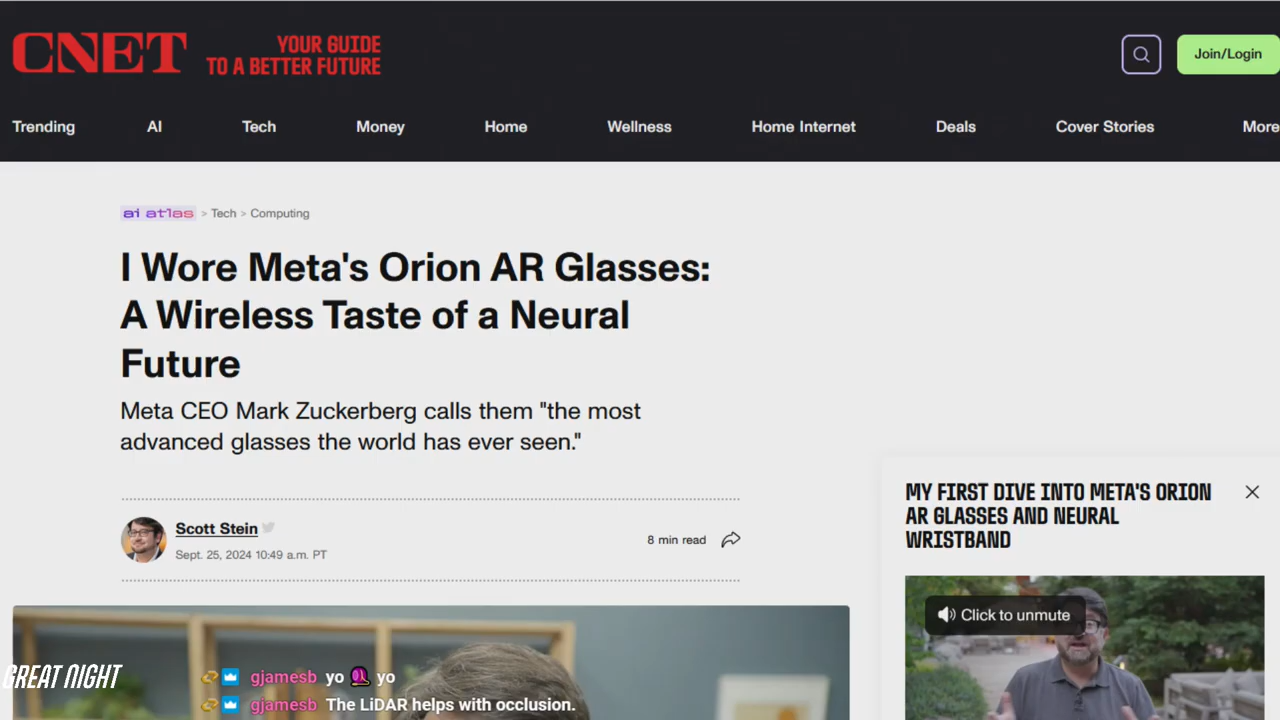 CNET
YOUR GUIDE
TO A BETTER FUTURE
Join/Login
Trending AI Tech Money Home Wellness Home Internet Deals Cover Stories More
ai atlas > Tech > Computing
I Wore Meta's Orion AR Glasses:
A Wireless Taste of a Neural
Future
Meta CEO Mark Zuckerberg calls them "the most
advanced glasses the world has ever seen."
Scott Stein
Sept. 25, 2024 10:49 a.m. PT
8 min read
MY FIRST DIVE INTO META'S ORION
AR GLASSES AND NEURAL
WRISTBAND
Click to unmute
GREAT NIGHT
gjamesb yo yo
gjamesb The LiDAR helps with occlusion.